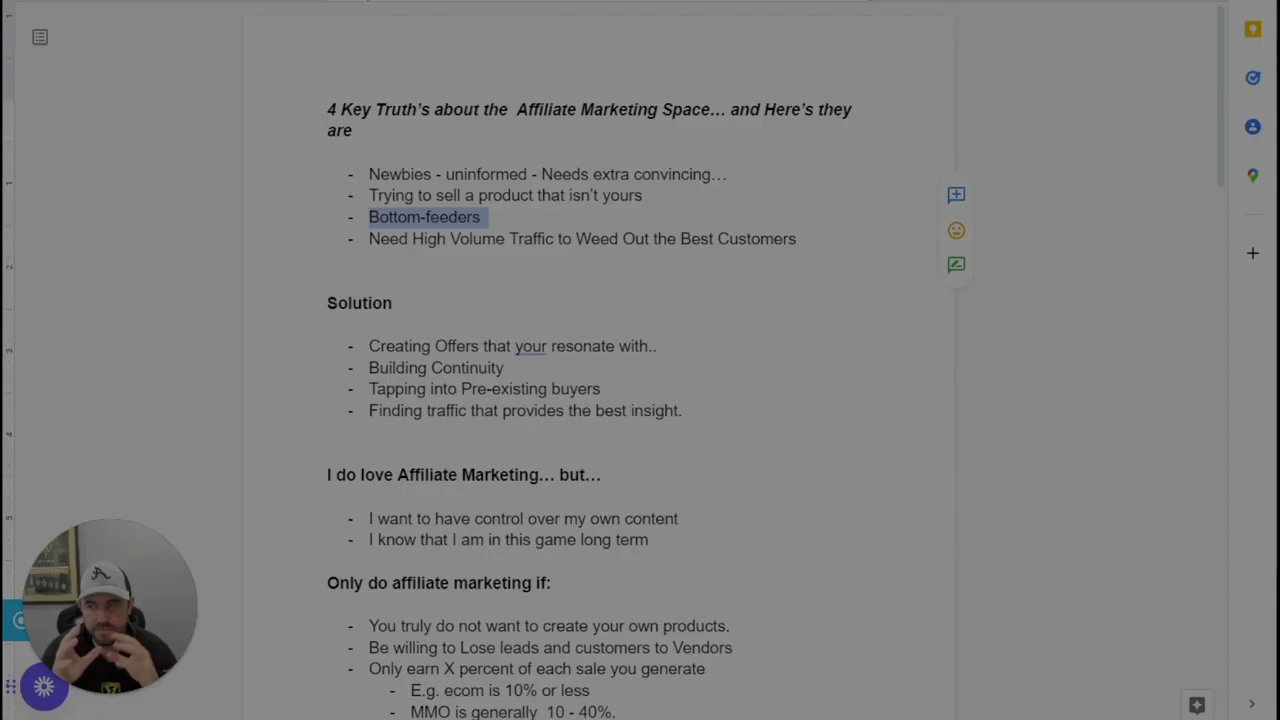 4 Key Truth's about the  Affiliate Marketing Space… and Here's they
are
- Newbies - uninformed - Needs extra convincing…
- Trying to sell a product that isn't yours
- Bottom-feeders
- Need High Volume Traffic to Weed Out the Best Customers
Solution
- Creating Offers that your resonate with..
- Building Continuity
- Tapping into Pre-existing buyers
- Finding traffic that provides the best insight.
I do love Affiliate Marketing… but…
- I want to have control over my own content
- I know that I am in this game long term
Only do affiliate marketing if:
- You truly do not want to create your own products.
- Be willing to Lose leads and customers to Vendors
- Only earn X percent of each sale you generate
- E.g. ecom is 10% or less
- MMO is generally  10 - 40%.
1
1
2
3
4
5